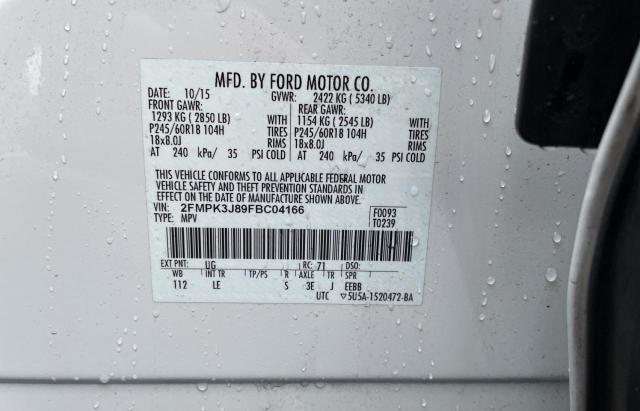 MFD. BY FORD MOTOR CO.
DATE: 10/15 GVWR: 2422 KG ( 5340 LB)
FRONT GAWR: REAR GAWR:
1293 KG ( 2850 LB) WITH 1154 KG ( 2545 LB) WITH
P245/60R18 104H TIRES P245/60R18 104H TIRES
18x8.0J RIMS 18x8.0J RIMS
AT 240 kPa/ 35 PSI COLD AT 240 kPa/ 35 PSI COLD
THIS VEHICLE CONFORMS TO ALL APPLICABLE FEDERAL MOTOR
VEHICLE SAFETY AND THEFT PREVENTION STANDARDS IN
EFFECT ON THE DATE OF MANUFACTURE SHOWN ABOVE.
VIN: 2FMPK3J89FBC04166 F0093
TYPE: MPV T0239
EXT PNT: UG RC: 71 DSO:
WB INT TR TP/PS R AXLE TR SPR
112 LE S 3E J EEBB
UTC ▽5U5A-1520472-BA